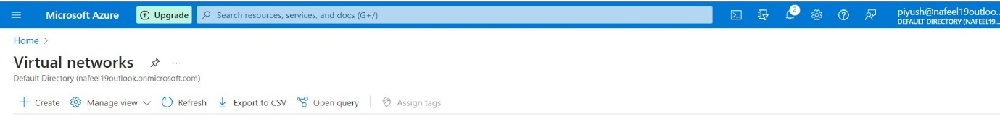 Microsoft Azure Upgrade Search resources, services, and docs (G+/) 2 piyush@nafeel19outloo...
DEFAULT DIRECTORY (NAFEEL19...
Home >
Virtual networks ...
Default Directory (nafeel19outlook.onmicrosoft.com)
+ Create Manage view Refresh Export to CSV Open query Assign tags